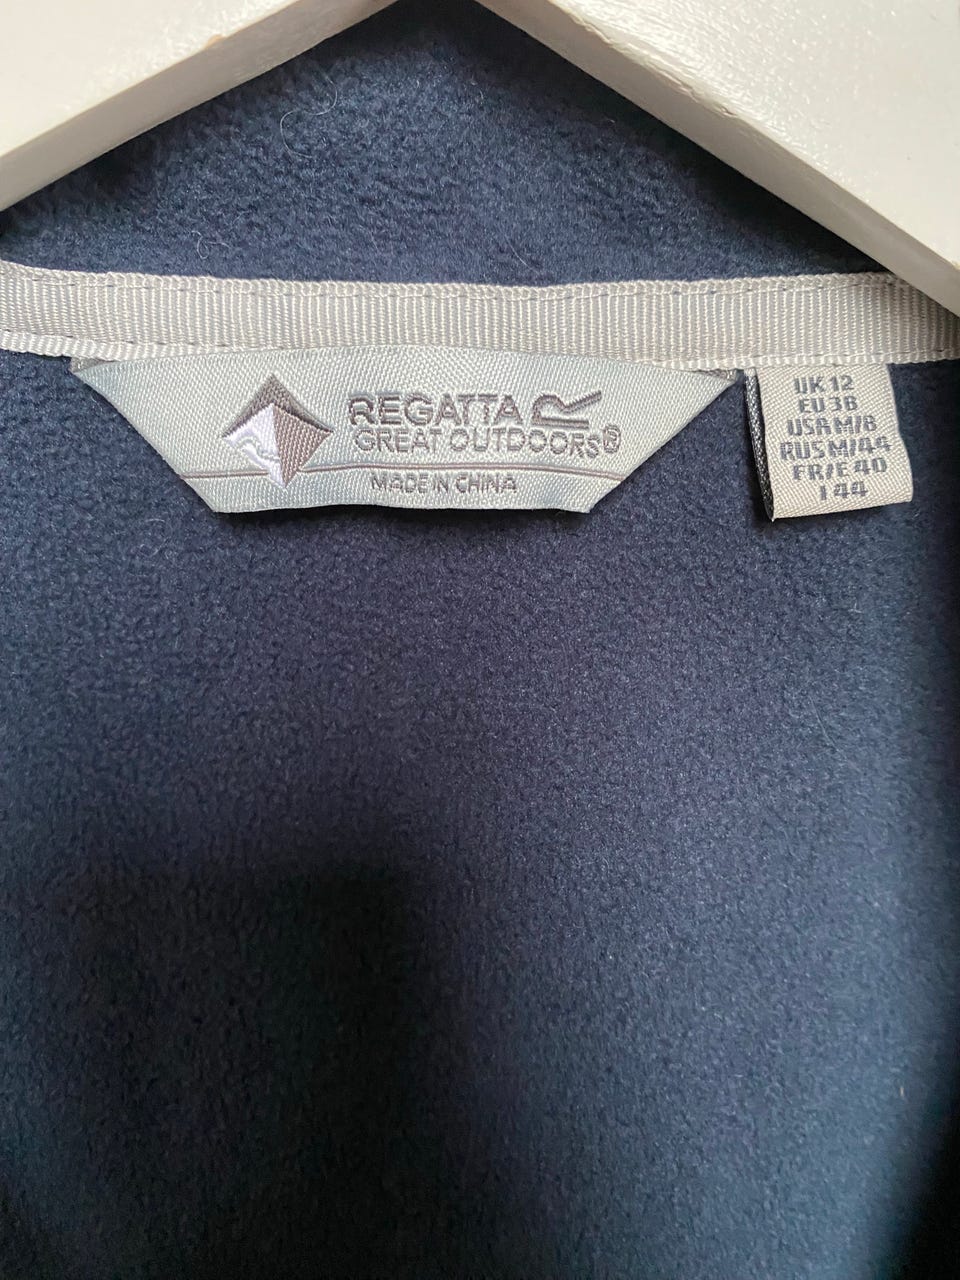 REGATTA R
GREAT OUTDOORS®
MADE IN CHINA
UK 12
EU 38
USA M/8
RUS M/44
FR/E 40
I 44